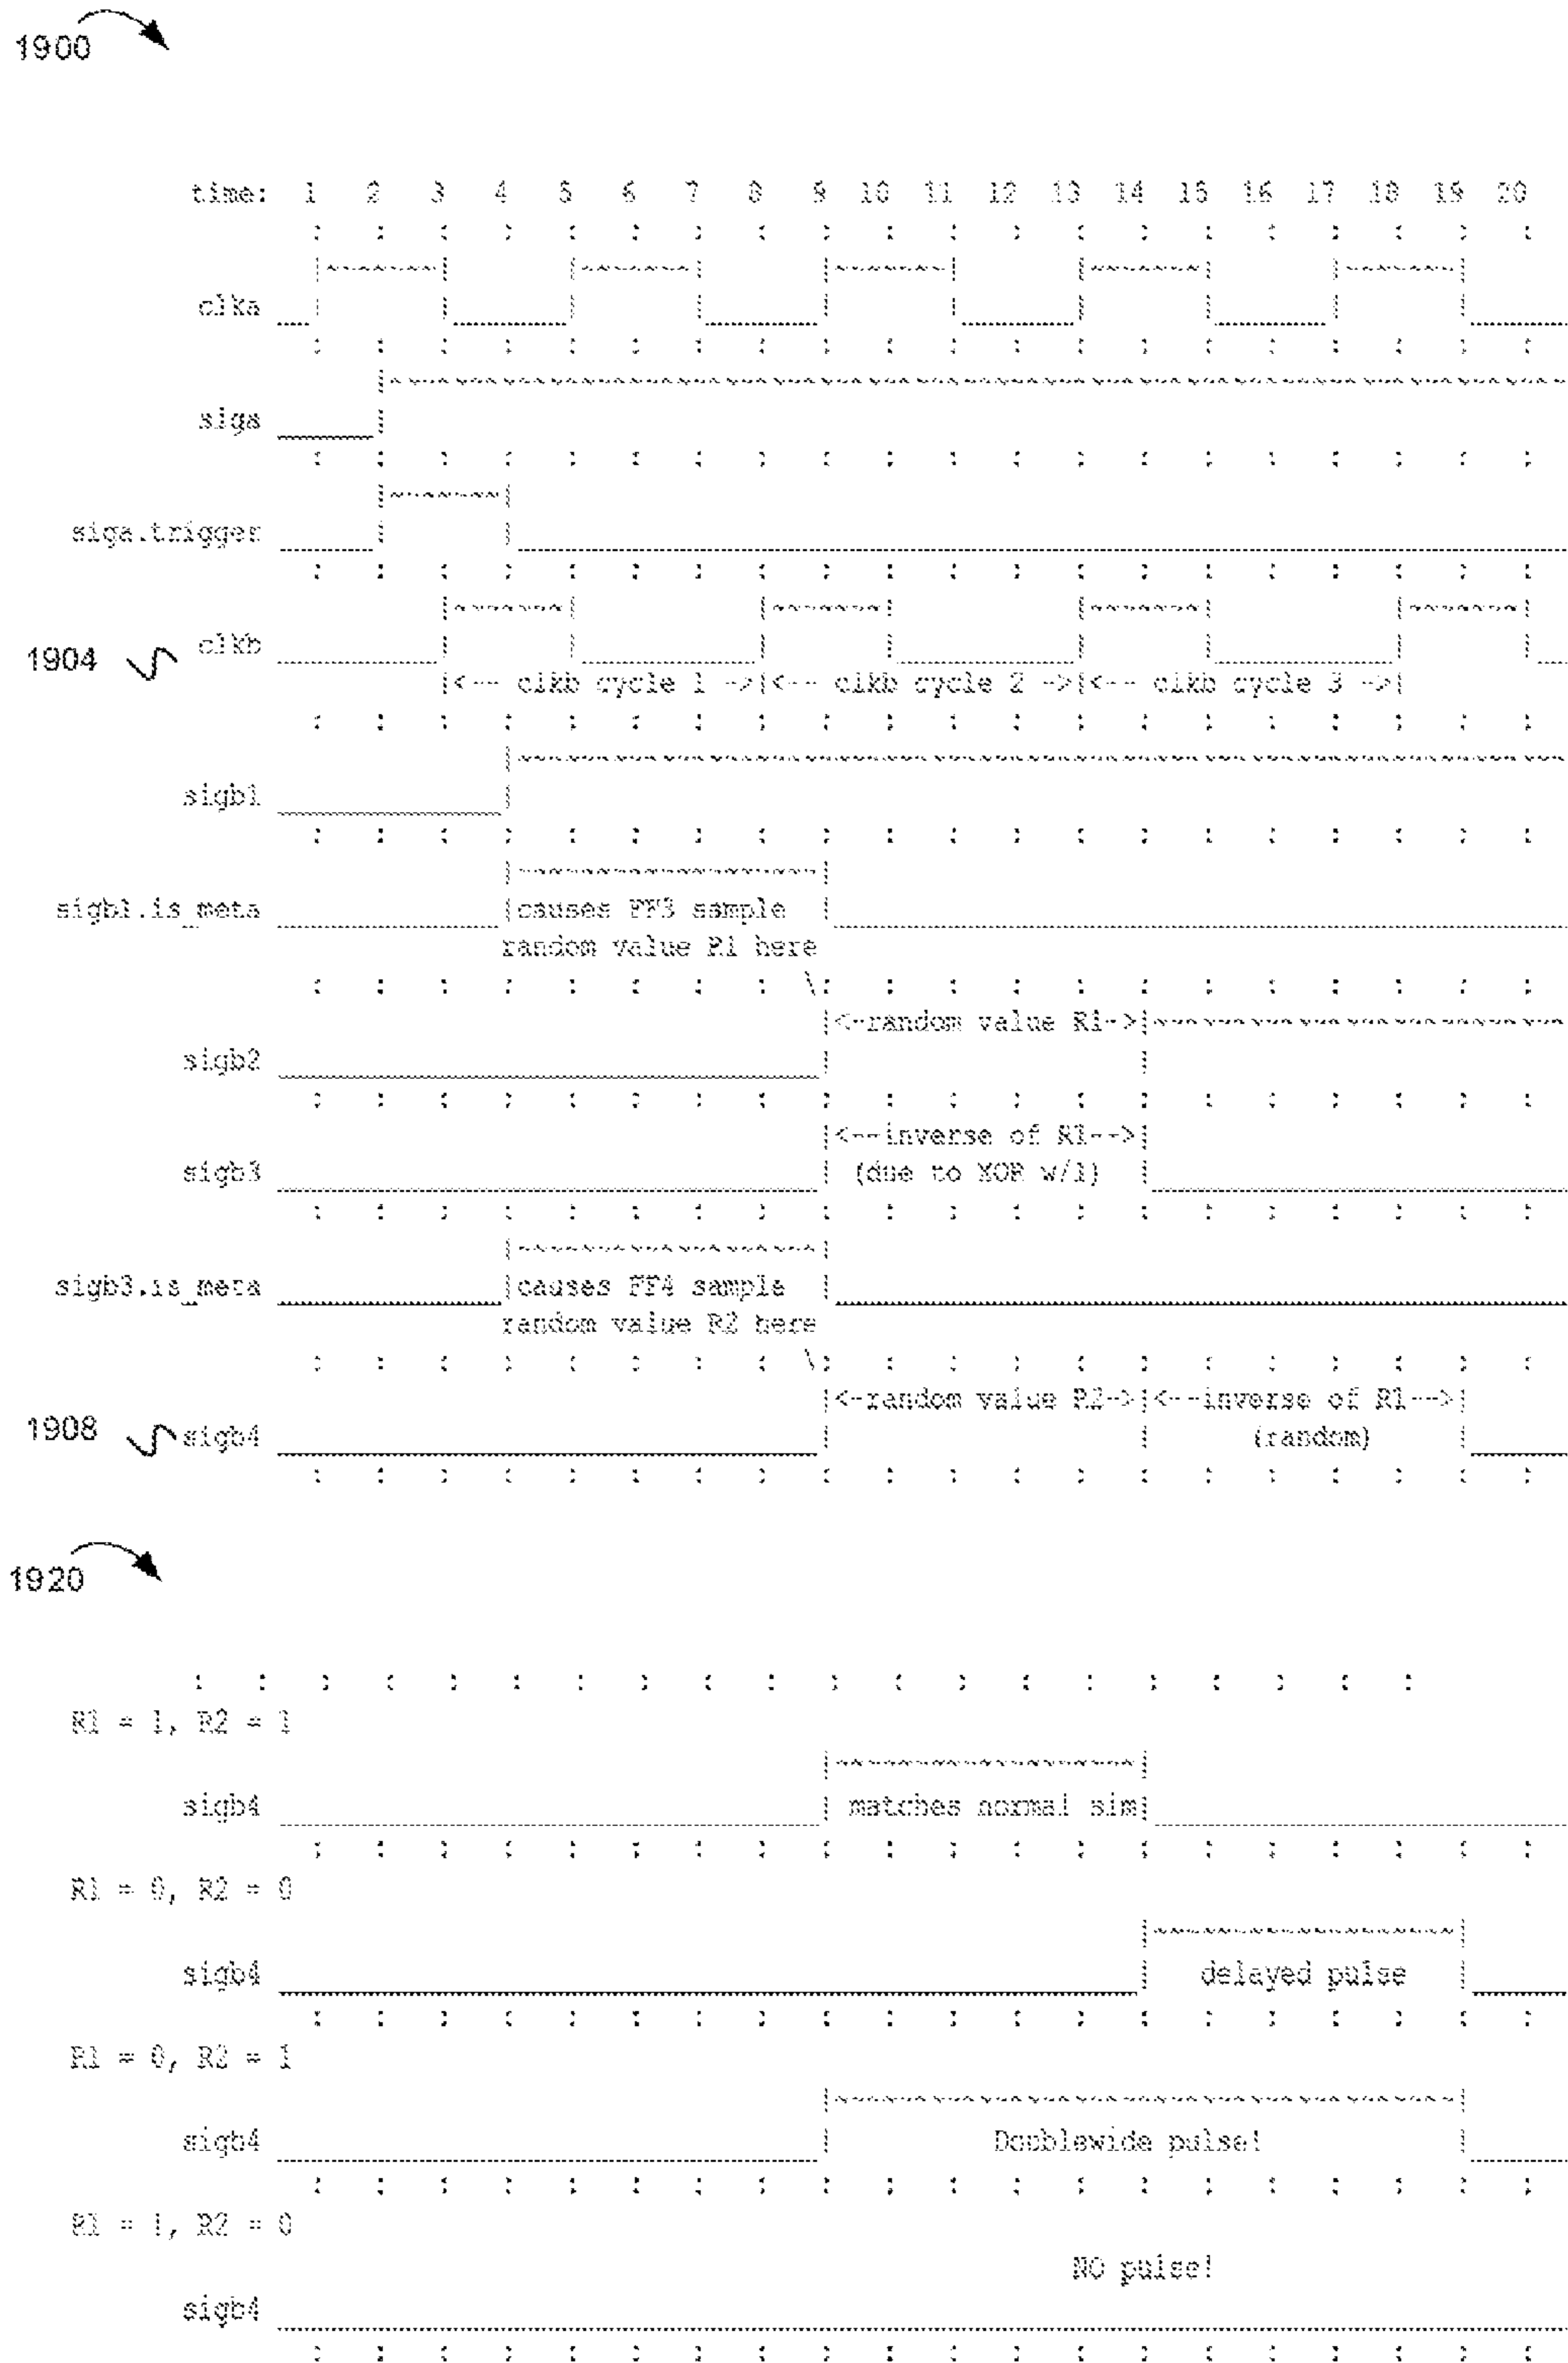 1900
time: 1 2 3 4 5 6 7 8 9 10 11 12 13 14 15 16 17 18 19 20
clka
siga
siga.trigger
clkb
1904
|<-- clkb cycle 1 ->|<-- clkb cycle 2 ->|<-- clkb cycle 3 ->|
sigb1
sigb1.is_meta |causes FF3 sample
random value R1 here
\
|<-random value R1->|
sigb2
|<--inverse of R1-->|
sigb3 (due to XOR w/1)
sigb3.is_meta |causes FF4 sample
random value R2 here
\
|<-random value R2->|<--inverse of R1-->|
1908 sigb4 (random)
1920
R1 = 1, R2 = 1
sigb4 matches normal sim
R1 = 0, R2 = 0
sigb4 delayed pulse
R1 = 0, R2 = 1
sigb4 Doublewide pulse!
R1 = 1, R2 = 0
NO pulse!
sigb4